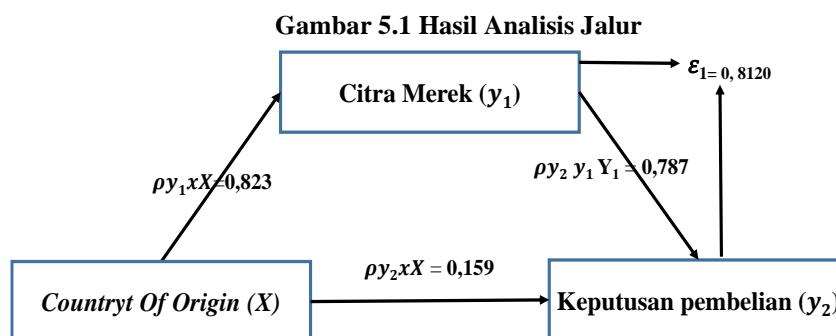 Gambar 5.1 Hasil Analisis Jalur
Citra Merek (y₁)
ε₁₌ ₀, ₈₁₂₀
ρy₁xX=0,823
ρy₂ y₁ Y₁ = 0,787
ρy₂xX = 0,159
Countryt Of Origin (X)
Keputusan pembelian (y₂)